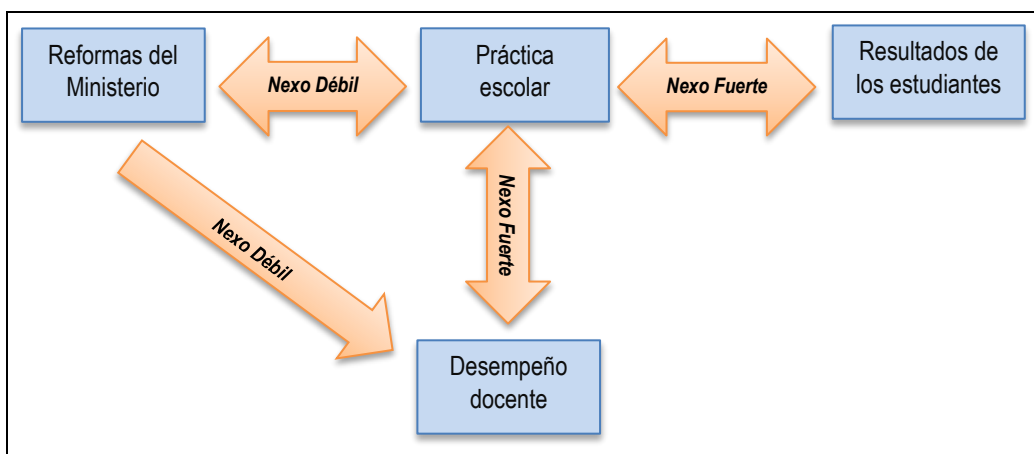 Reformas del
Ministerio
Nexo Débil
Práctica
escolar
Nexo Fuerte
Resultados de
los estudiantes
Nexo Débil
Nexo Fuerte
Desempeño
docente